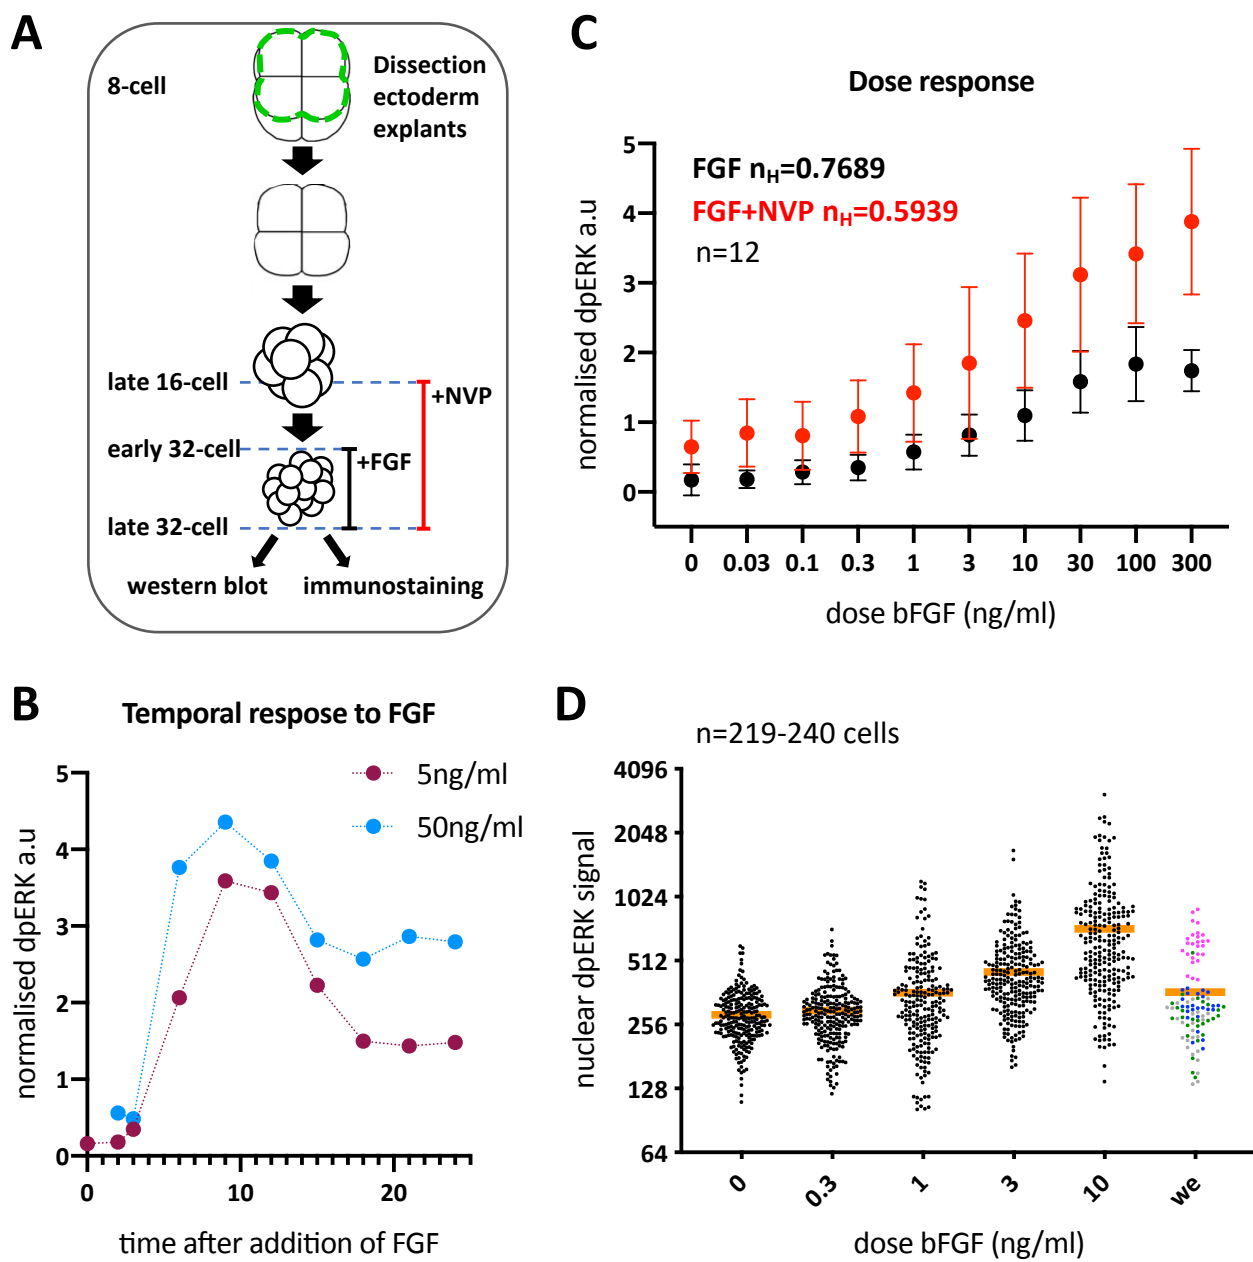 A
8-cell
Dissection
ectoderm
explants
late 16-cell
+NVP
early 32-cell
+FGF
late 32-cell
western blot
immunostaining
C
Dose response
normalised dpERK a.u
5
4
3
2
1
0
FGF nH=0.7689
FGF+NVP nH=0.5939
n=12
0 0.03 0.1 0.3 1 3 10 30 100 300
dose bFGF (ng/ml)
B
Temporal respose to FGF
5ng/ml
50ng/ml
normalised dpERK a.u
5
4
3
2
1
0
0 10 20
time after addition of FGF
D
n=219-240 cells
nuclear dpERK signal
4096
2048
1024
512
256
128
64
0 0.3 1 3 10 we
dose bFGF (ng/ml)